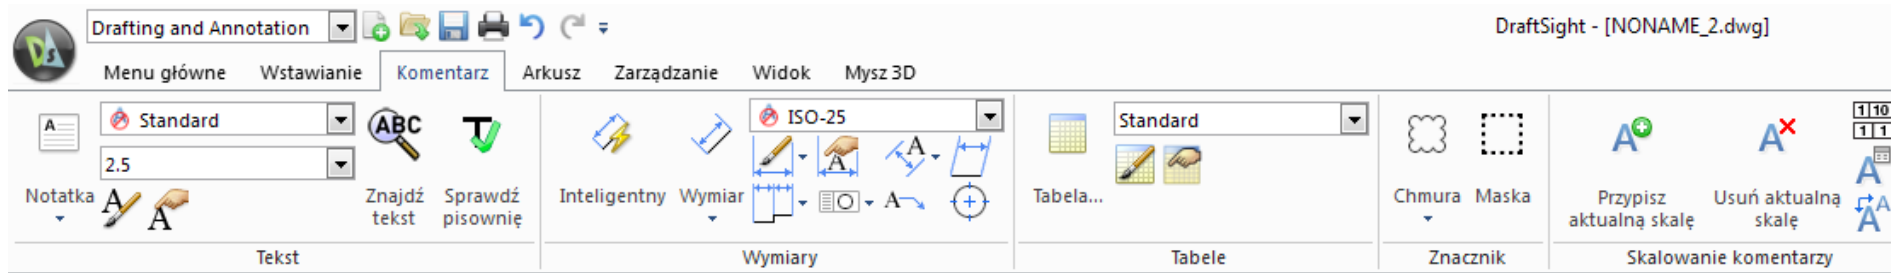 Drafting and Annotation
DraftSight - [NONAME_2.dwg]
Menu główne Wstawianie Komentarz Arkusz Zarządzanie Widok Mysz 3D
Standard
2.5
Notatka
Znajdź tekst
Sprawdź pisownię
Tekst
Inteligentny
Wymiar
ISO-25
Wymiary
Tabela...
Standard
Tabele
Chmura
Maska
Znacznik
Przypisz
aktualną skalę
Usuń aktualną
skalę
Skalowanie komentarzy